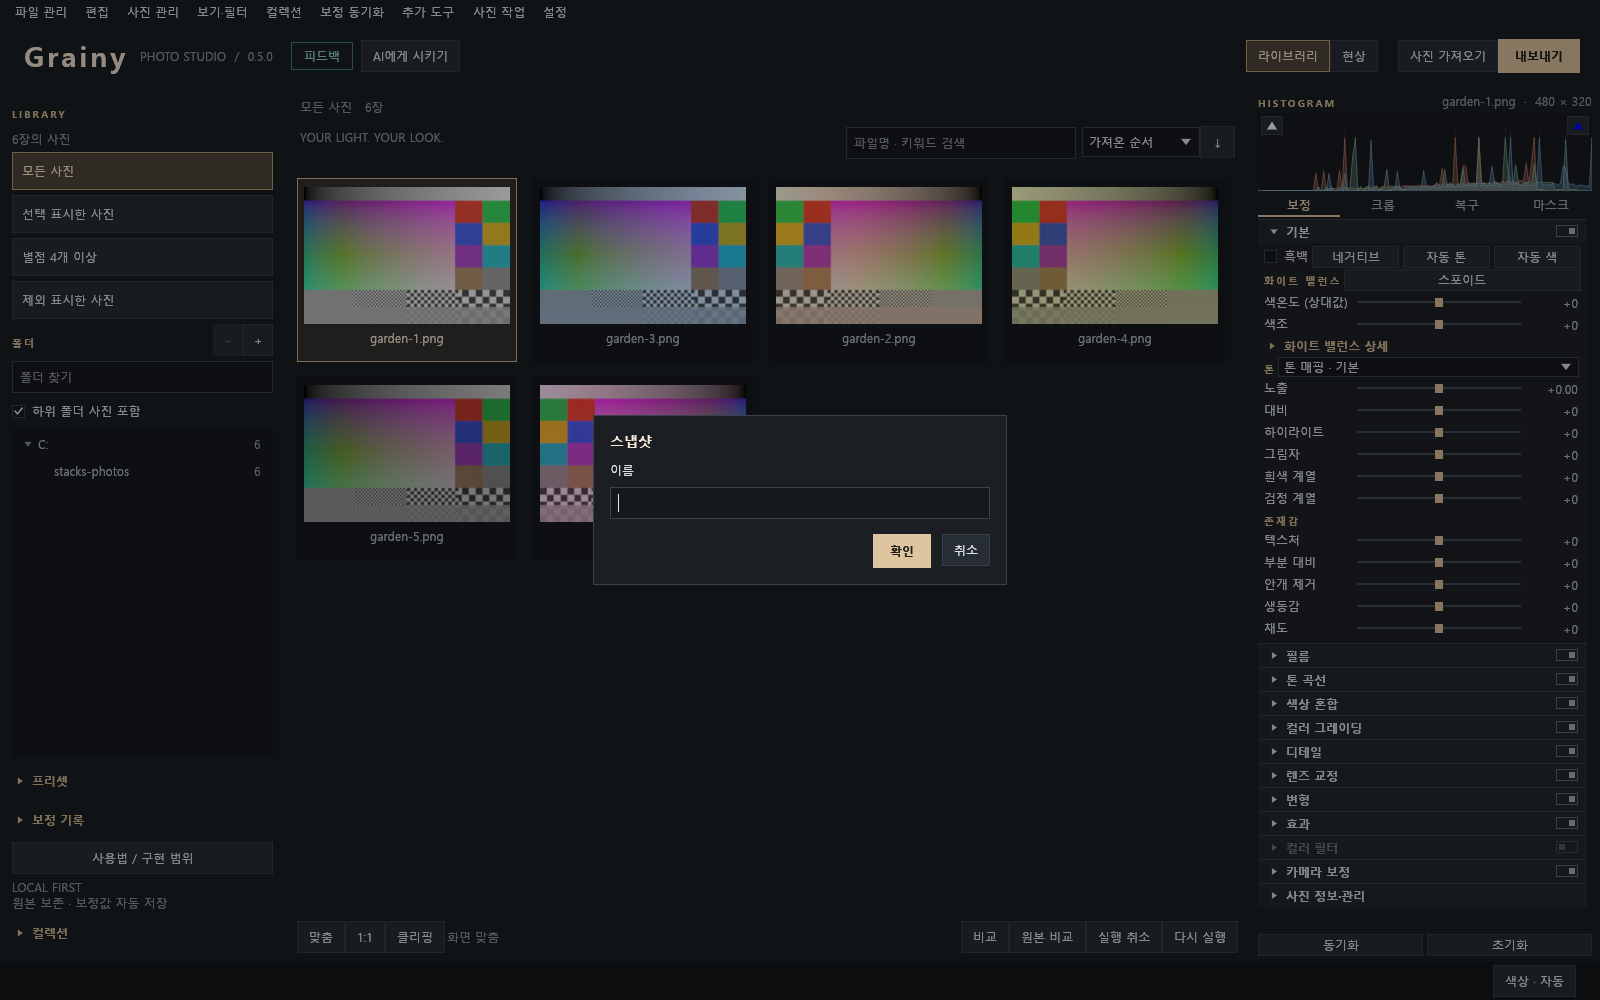 파일 관리 편집 사진 관리 보기·필터 컬렉션 보정 동기화 추가 도구 사진 작업 설정
Grainy PHOTO STUDIO / 0.5.0 피드백 AI에게 시키기 라이브러리 현상 사진 가져오기 내보내기
LIBRARY
6장의 사진
모든 사진
선택 표시한 사진
별점 4개 이상
제외 표시한 사진
폴더 − +
폴더 찾기
하위 폴더 사진 포함
C: 6
stacks-photos 6
프리셋
보정 기록
사용법 / 구현 범위
LOCAL FIRST
원본 보존 · 보정값 자동 저장
컬렉션
모든 사진 6장
YOUR LIGHT. YOUR LOOK.
파일명 · 키워드 검색 가져온 순서 ↓
garden-1.png garden-3.png garden-2.png garden-4.png
garden-5.png
스냅샷
이름
확인 취소
맞춤 1:1 클리핑 화면 맞춤 비교 원본 비교 실행 취소 다시 실행
HISTOGRAM garden-1.png · 480 × 320
보정 크롭 복구 마스크
기본
흑백 네거티브 자동 톤 자동 색
화이트 밸런스 스포이드
색온도 (상대값) +0
색조 +0
화이트 밸런스 상세
톤 톤 매핑 · 기본
노출 +0.00
대비 +0
하이라이트 +0
그림자 +0
흰색 계열 +0
검정 계열 +0
존재감
텍스처 +0
부분 대비 +0
안개 제거 +0
생동감 +0
채도 +0
필름
톤 곡선
색상 혼합
컬러 그레이딩
디테일
렌즈 교정
변형
효과
컬러 필터
카메라 보정
사진 정보·관리
동기화 초기화
색상 · 자동